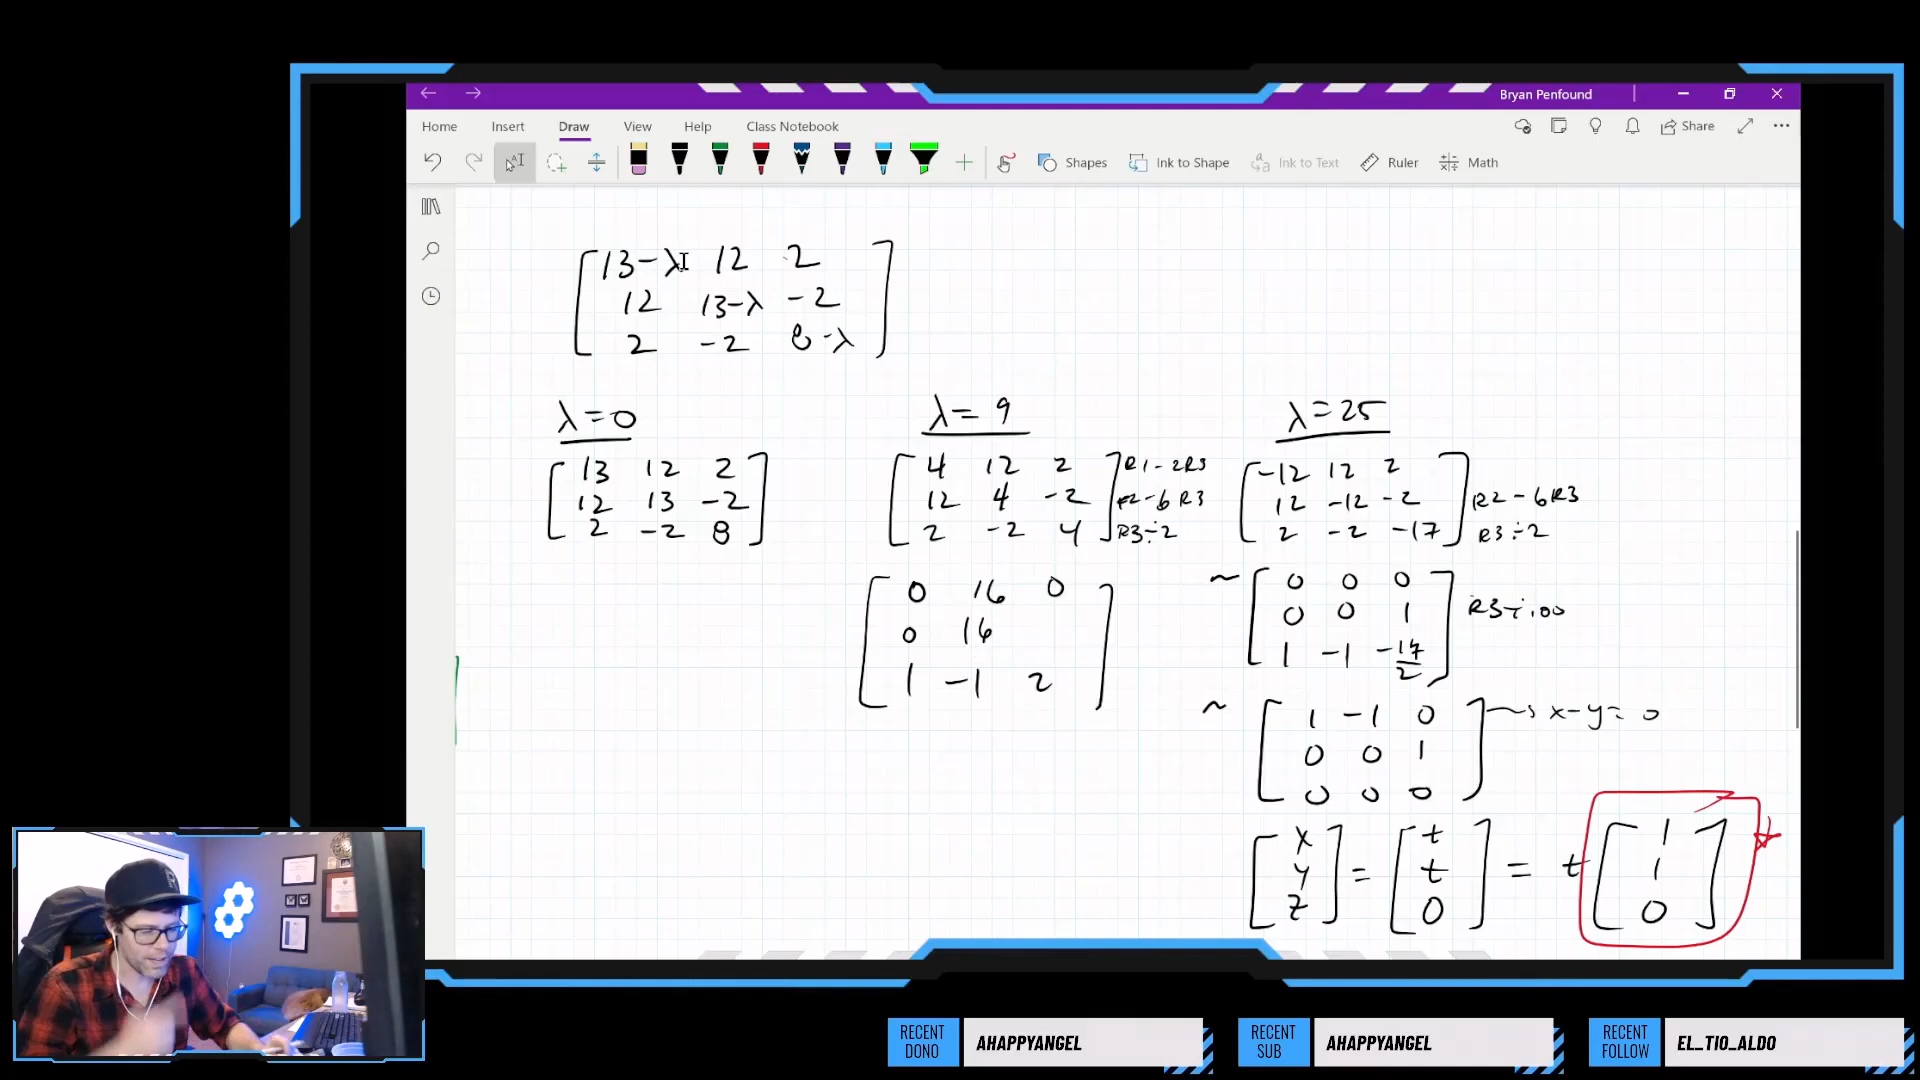 Bryan Penfound
Home Insert Draw View Help Class Notebook Share
Shapes Ink to Shape Ink to Text Ruler Math
13-λ 12 2
12 13-λ -2
2 -2 8-λ
λ=0
13 12 2
12 13 -2
2 -2 8
λ=9
4 12 2 R1-2R3
12 4 -2 R2-6R3
2 -2 4 R3÷2
0 16 0
0 16
1 -1 2
λ=25
-12 12 2
12 -12 -2 R2-6R3
2 -2 -17 R3÷2
~ 0 0 0
0 0 1 R3÷100
1 -1 -17/2
~ 1 -1 0 ~> x-y=0
0 0 1
0 0 0
x t 1
y = t = t 1
z 0 0
RECENT DONO AHAPPYANGEL
RECENT SUB AHAPPYANGEL
RECENT FOLLOW EL_TIO_ALDO